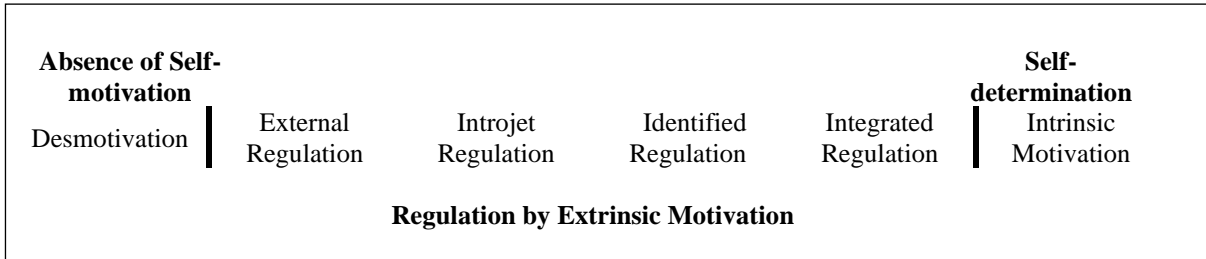 Absence of Self-
motivation
Self-
determination
Desmotivation
External
Regulation
Introjet
Regulation
Identified
Regulation
Integrated
Regulation
Intrinsic
Motivation
Regulation by Extrinsic Motivation